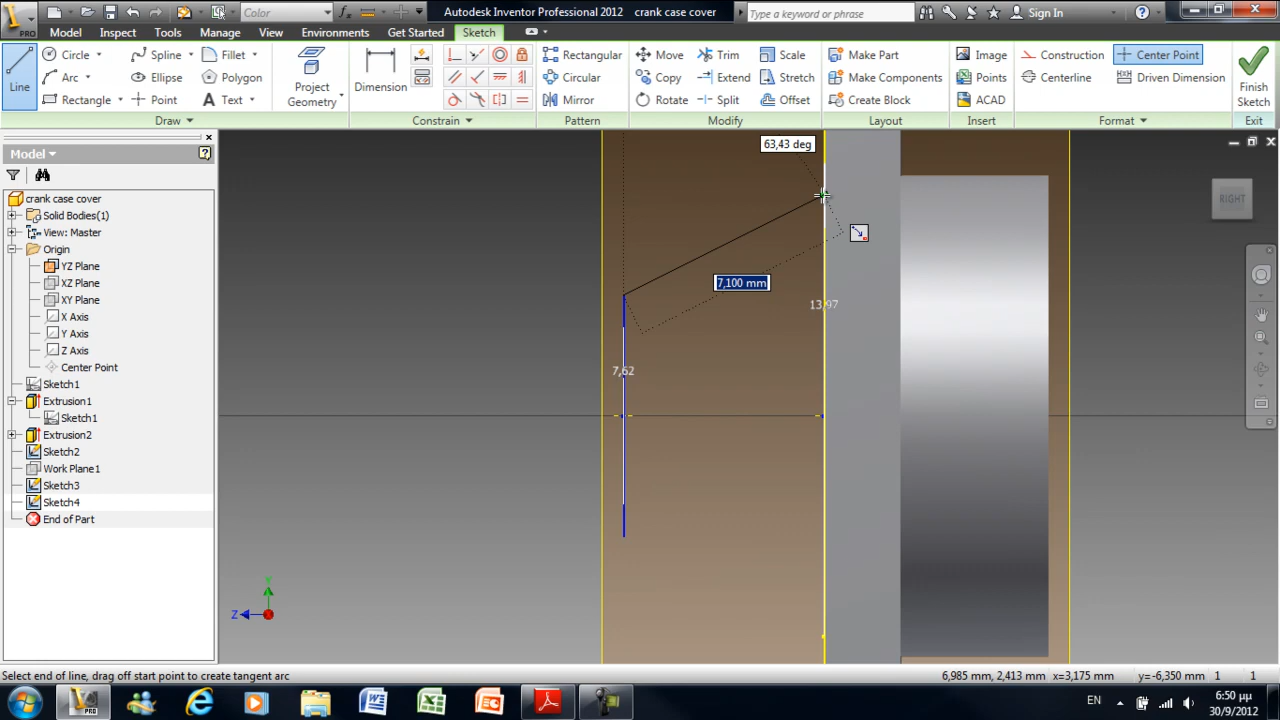 PRO
Color
Autodesk Inventor Professional 2012 crank case cover
Type a keyword or phrase
Sign In
Model Inspect Tools Manage View Environments Get Started Sketch
Line
Circle
Arc
Rectangle
Spline
Ellipse
Point
Fillet
Polygon
Text
Project Geometry
Dimension
Rectangular
Circular
Mirror
Move
Copy
Rotate
Trim
Extend
Split
Scale
Stretch
Offset
Make Part
Make Components
Create Block
Image
Points
ACAD
Construction
Centerline
Center Point
Driven Dimension
Finish Sketch
Draw Constrain Pattern Modify Layout Insert Format Exit
Model
crank case cover
Solid Bodies(1)
View: Master
Origin
YZ Plane
XZ Plane
XY Plane
X Axis
Y Axis
Z Axis
Center Point
Sketch1
Extrusion1
Sketch1
Extrusion2
Sketch2
Work Plane1
Sketch3
Sketch4
End of Part
63,43 deg
RIGHT
7,100 mm
13,97
7,62
Y
Z
Select end of line, drag off start point to create tangent arc
6,985 mm, 2,413 mm x=3,175 mm y=-6,350 mm 1 1
PRO
EN
6:50 μμ
30/9/2012